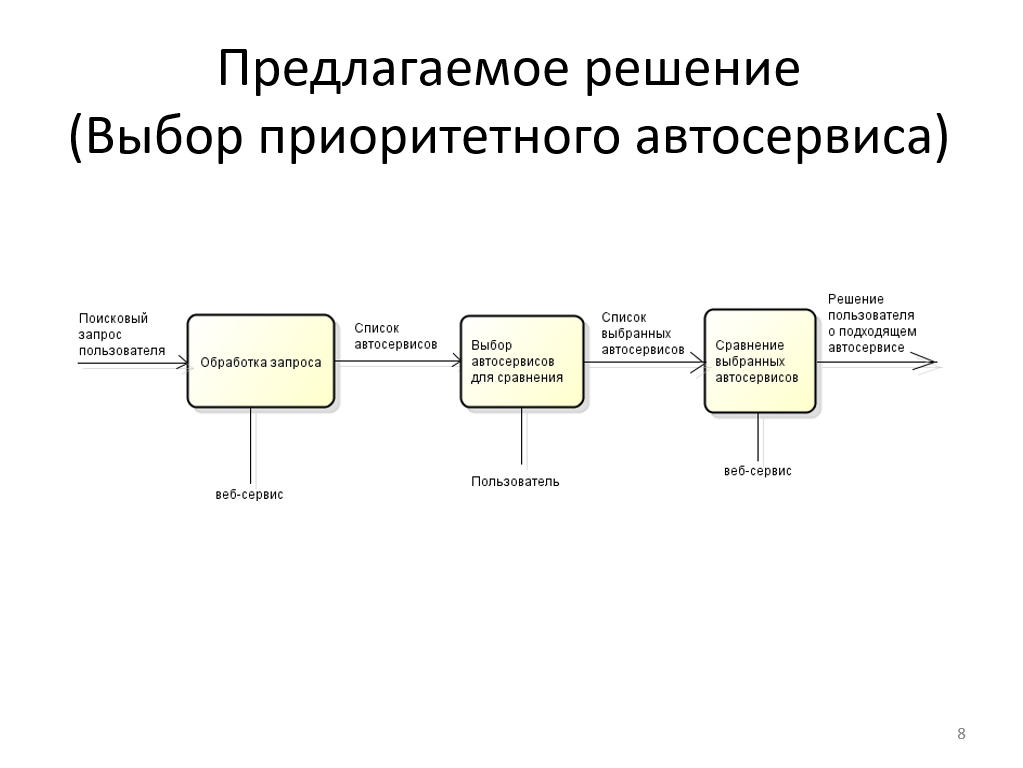 Предлагаемое решение
(Выбор приоритетного автосервиса)
Поисковый
запрос
пользователя
Обработка запроса
веб-сервис
Список
автосервисов
Выбор
автосервисов
для сравнения
Пользователь
Список
выбранных
автосервисов
Сравнение
выбранных
автосервисов
веб-сервис
Решение
пользователя
о подходящем
автосервисе
8